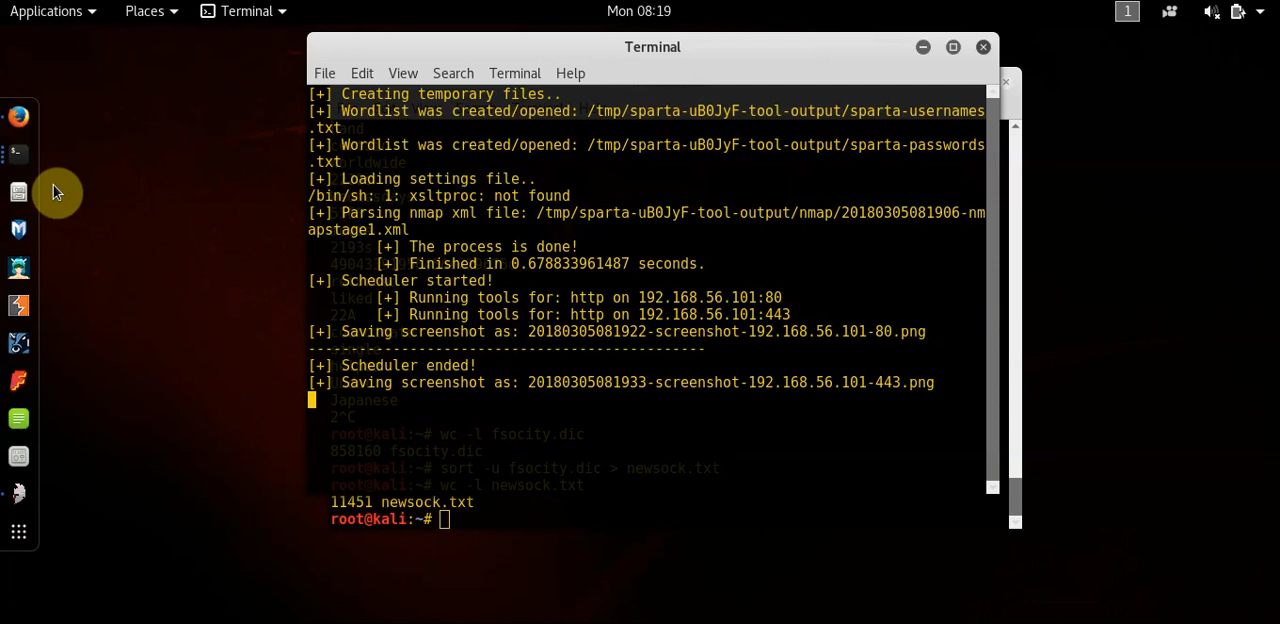 Applications
Places
Terminal
Mon 08:19
1
Terminal
File Edit View Search Terminal Help
[+] Creating temporary files..
[+] Wordlist was created/opened: /tmp/sparta-uB0JyF-tool-output/sparta-usernames
.txt
[+] Wordlist was created/opened: /tmp/sparta-uB0JyF-tool-output/sparta-passwords
.txt
[+] Loading settings file..
/bin/sh: 1: xsltproc: not found
[+] Parsing nmap xml file: /tmp/sparta-uB0JyF-tool-output/nmap/20180305081906-nm
apstage1.xml
[+] The process is done!
[+] Finished in 0.678833961487 seconds.
[+] Scheduler started!
[+] Running tools for: http on 192.168.56.101:80
[+] Running tools for: http on 192.168.56.101:443
[+] Saving screenshot as: 20180305081922-screenshot-192.168.56.101-80.png
-----------------------------------------------
[+] Scheduler ended!
[+] Saving screenshot as: 20180305081933-screenshot-192.168.56.101-443.png
Japanese
2^C
root@kali:~# wc -l fsocity.dic
858160 fsocity.dic
root@kali:~# sort -u fsocity.dic > newsock.txt
root@kali:~# wc -l newsock.txt
11451 newsock.txt
root@kali:~#